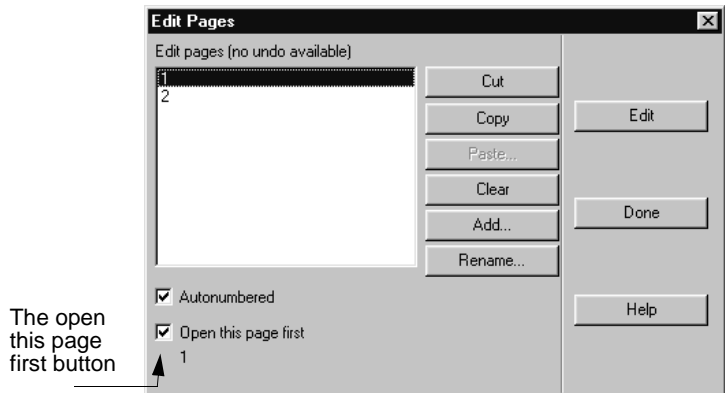 Edit Pages
Edit pages (no undo available)
1
2
Cut
Copy
Paste...
Clear
Add...
Rename...
Edit
Done
Help
Autonumbered
Open this page first
1
The open
this page
first button